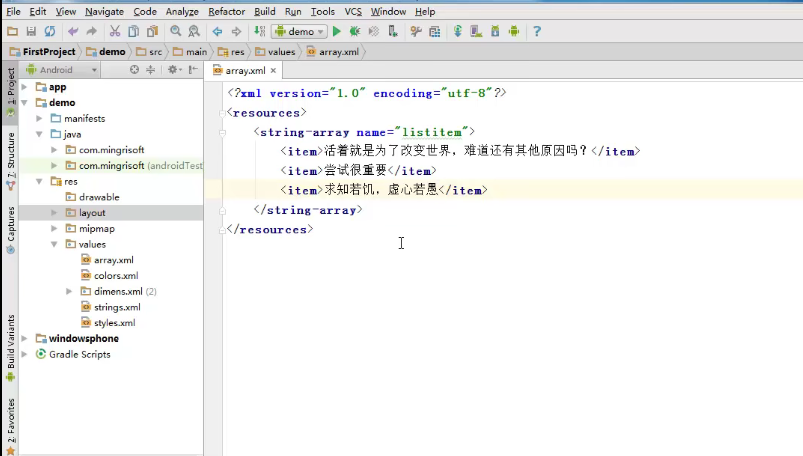 File Edit View Navigate Code Analyze Refactor Build Run Tools VCS Window Help
demo
FirstProject demo src main res values array.xml
1: Project
7: Structure
Captures
Build Variants
2: Favorites
Android
app
demo
manifests
java
com.mingrisoft
com.mingrisoft (androidTest
res
drawable
layout
mipmap
values
array.xml
colors.xml
dimens.xml (2)
strings.xml
styles.xml
windowsphone
Gradle Scripts
array.xml
<?xml version="1.0" encoding="utf-8"?>
<resources>
<string-array name="listitem">
<item>活着就是为了改变世界，难道还有其他原因吗？</item>
<item>尝试很重要</item>
<item>求知若饥，虚心若愚</item>
</string-array>
</resources>